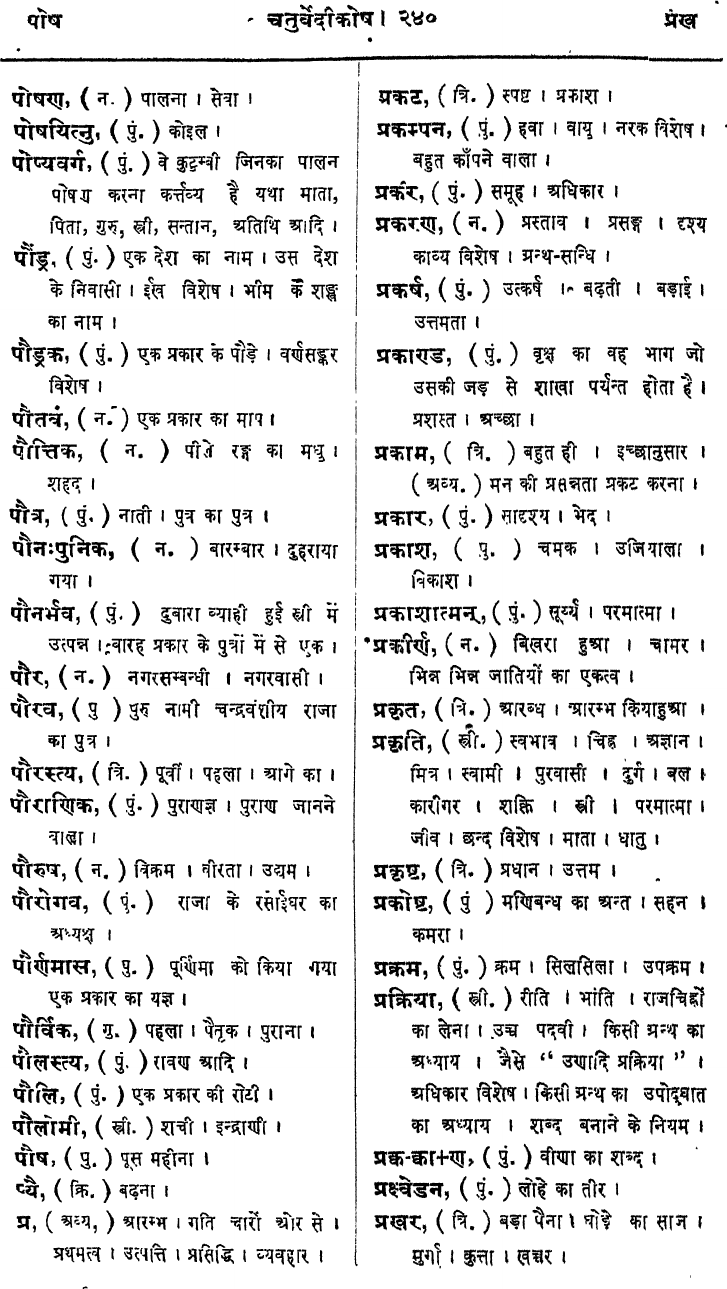 पोष चतुर्वेदीकोष। २४० प्रंख
पोषण, ( न. ) पालना । सेवा ।
पोषयित्नु, ( पुं. ) कोइल ।
पोष्यवर्ग, ( पुं. ) वे कुटुम्बी जिनका पालन
पोषण करना कर्त्तव्य है यथा माता,
पिता, गुरु, स्त्री, सन्तान, अतिथि आदि ।
पौंड्र, ( पुं. ) एक देश का नाम । उस देश
के निवासी । ईख विशेष । भीम के शङ्ख
का नाम ।
पौंड्रक, ( पुं. ) एक प्रकार के पौंड़े । वर्णसङ्कर
विशेष ।
पौतवं, ( न. ) एक प्रकार का माप ।
पौत्तिक, ( न. ) पीले रङ्ग का मधु ।
शहद ।
पौत्र, ( पुं. ) नाती । पुत्र का पुत्र ।
पौनःपुनिक, ( न. ) बारम्बार । दुहराया
गया ।
पौनर्भव, ( पुं. ) दुबारा व्याही हुई स्त्री में
उत्पन्न । बारह प्रकार के पुत्रों में से एक ।
पौर, ( न. ) नगरसम्बन्धी । नगरवासी ।
पौरव, ( पु ) पुरु नामी चन्द्रवंशीय राजा
का पुत्र ।
पौरस्त्य, ( त्रि. ) पूर्वी । पहला । आगे का ।
पौराणिक, ( पुं. ) पुराणज्ञ । पुराण जानने
वाला ।
पौरुष, ( न. ) विक्रम । वीरता । उद्यम ।
पौरोगव, ( पुं. ) राजा के रसोईघर का
अध्यक्ष ।
पौर्णमास, ( पु. ) पूर्णिमा को किया गया
एक प्रकार का यज्ञ ।
पौर्विक, ( गु. ) पहला । पैतृक । पुराना ।
पौलस्त्य, ( पुं. ) रावण आदि ।
पौलि, ( पुं. ) एक प्रकार की रोटी ।
पौलोमी, ( स्त्री. ) शची । इन्द्राणी ।
पौष, ( पु. ) पूस महीना ।
प्यै, ( क्रि. ) बढ़ना ।
प्र, ( अव्य, ) आरम्भ । गति चारों ओर से ।
प्रथमत्व । उत्पत्ति । प्रसिद्धि । व्यवहार ।
प्रकट, ( त्रि. ) स्पष्ट । प्रकाश ।
प्रकम्पन, ( पुं. ) हवा । वायु । नरक विशेष ।
बहुत काँपने वाला ।
प्रकर, ( पुं. ) समूह । अधिकार ।
प्रकरण, ( न. ) प्रस्ताव । प्रसङ्ग । दृश्य
काव्य विशेष । ग्रन्थ-सन्धि ।
प्रकर्ष, ( पुं. ) उत्कर्ष । बढ़ती । बड़ाई ।
उत्तमता ।
प्रकाण्ड, ( पुं. ) वृक्ष का वह भाग जो
उसकी जड़ से शाखा पर्यन्त होता है ।
प्रशस्त । अच्छा ।
प्रकाम, ( त्रि. ) बहुत ही । इच्छानुसार ।
( अव्य. ) मन की प्रसन्नता प्रकट करना ।
प्रकार, ( पुं. ) सादृश्य । भेद ।
प्रकाश, ( पु. ) चमक । उजियाला ।
विकाश ।
प्रकाशात्मन्, ( पुं. ) सूर्य्य । परमात्मा ।
प्रकीर्ण, ( न. ) बिखरा हुआ । चामर ।
भिन्न भिन्न जातियों का एकत्व ।
प्रकृत, ( त्रि. ) आरब्ध । आरम्भ कियाहुआ ।
प्रकृति, ( स्त्री. ) स्वभाव । चिह्न । अज्ञान ।
मित्र । स्वामी । पुरवासी । दुर्ग । बल ।
कारीगर । शक्ति । स्त्री । परमात्मा ।
जीव । छन्द विशेष । माता । धातु ।
प्रकृष्ट, ( त्रि. ) प्रधान । उत्तम ।
प्रकोष्ट, ( पुं ) मणिबन्ध का अन्त । सहन ।
कमरा ।
प्रक्रम, ( पुं. ) क्रम । सिलसिला । उपक्रम ।
प्रक्रिया, ( स्त्री. ) रीति । भांति । राजचिह्नों
का लेना । उच्च पदवी । किसी ग्रन्थ का
अध्याय । जैसे “ उणादि प्रक्रिया ” ।
अधिकार विशेष । किसी ग्रन्थ का उपोद्घात
का अध्याय । शब्द बनाने के नियम ।
( पुं. ) वीणा का शब्द ।
प्रक्ष्वेडन, ( पुं. ) लोहे का तीर ।
प्रखर, ( त्रि. ) बड़ा पैना । घोड़े का साज ।
मुर्गा । कुत्ता । खच्चर ।